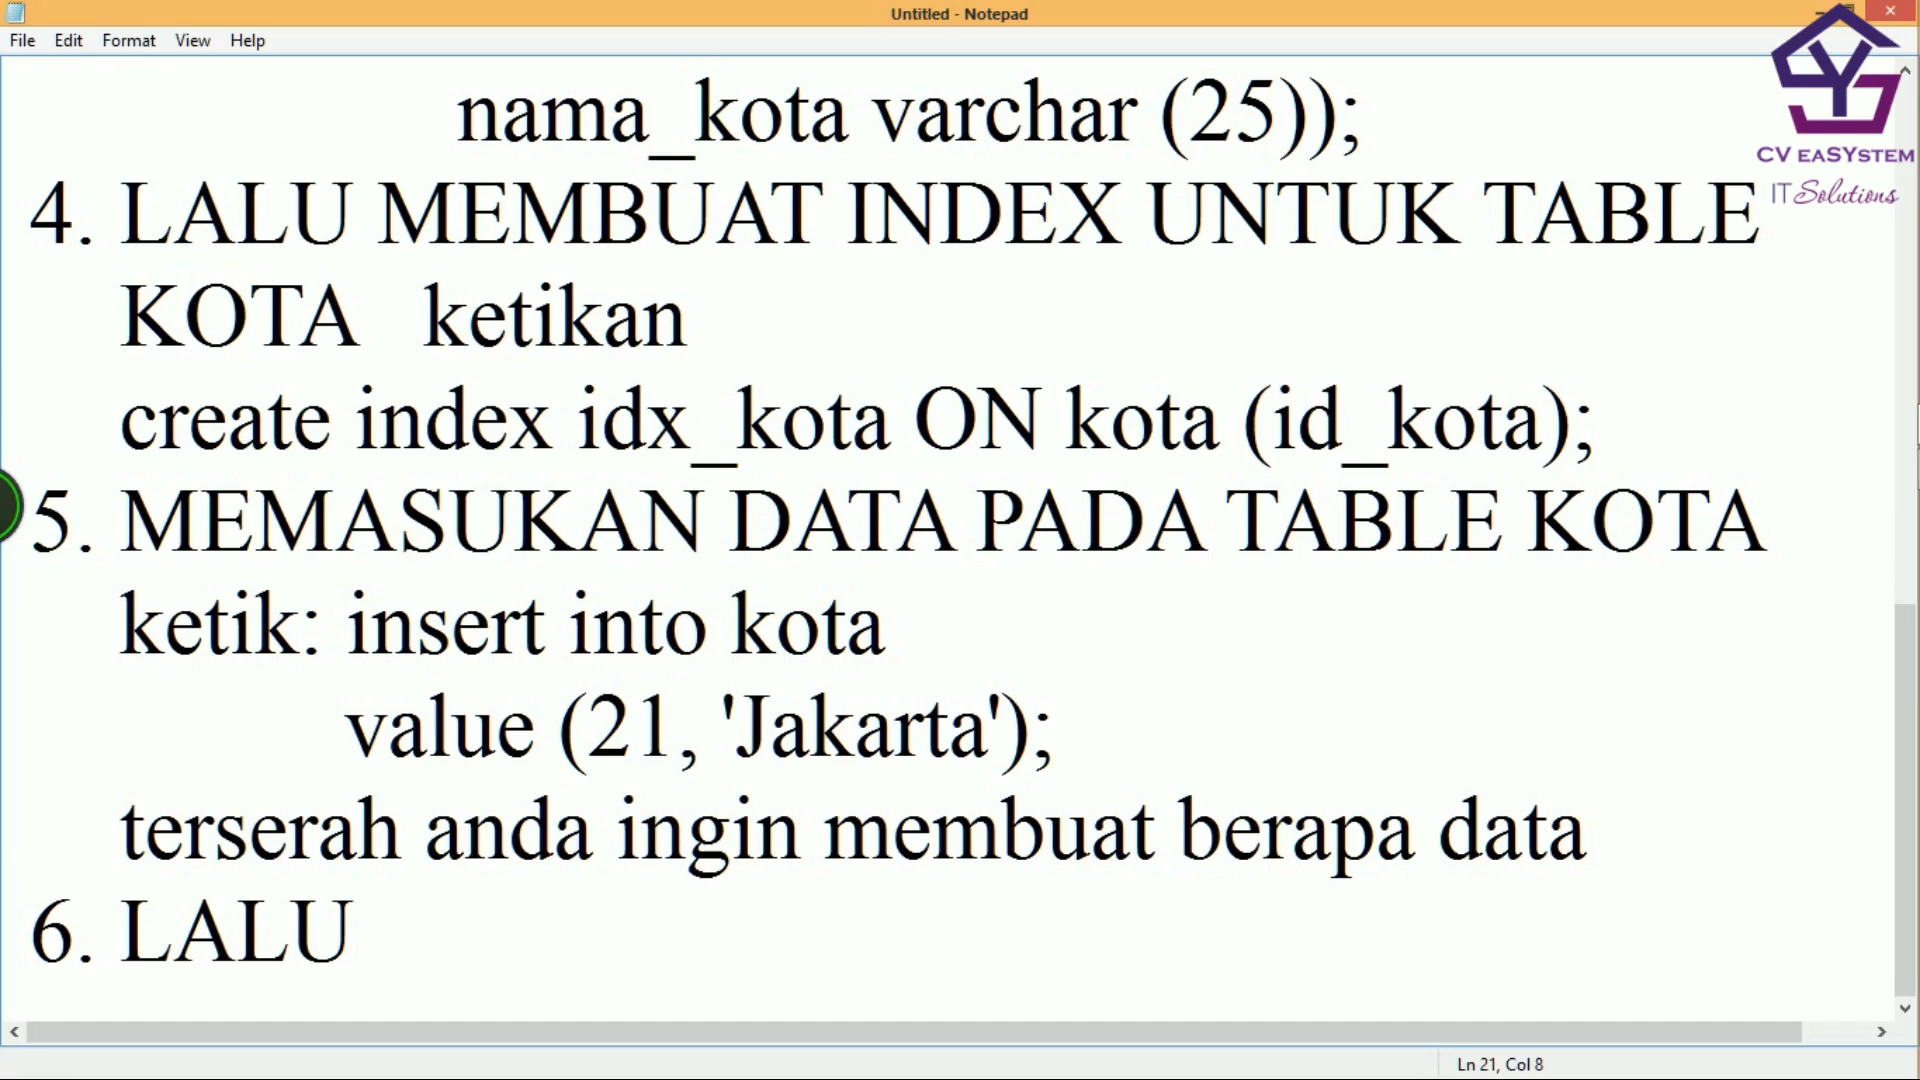 Untitled - Notepad
File Edit Format View Help
nama_kota varchar (25));
4. LALU MEMBUAT INDEX UNTUK TABLE
KOTA ketikan
create index idx_kota ON kota (id_kota);
5. MEMASUKAN DATA PADA TABLE KOTA
ketik: insert into kota
value (21, 'Jakarta');
terserah anda ingin membuat berapa data
6. LALU
CV EASYSTEM
IT Solutions
Ln 21, Col 8